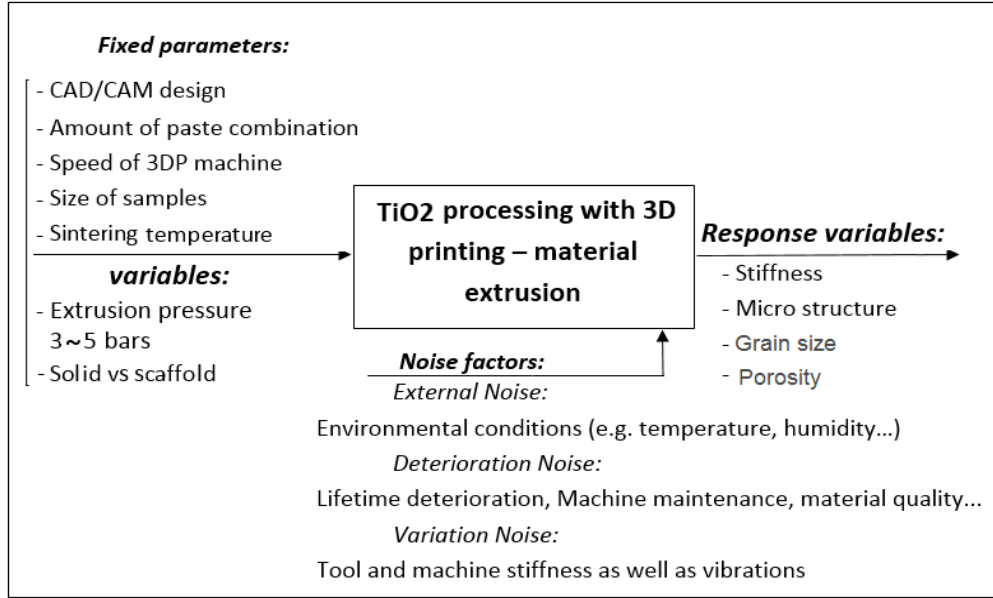 Fixed parameters:
- CAD/CAM design
- Amount of paste combination
- Speed of 3DP machine
- Size of samples
- Sintering temperature
variables:
- Extrusion pressure
3~5 bars
- Solid vs scaffold
TiO2 processing with 3D
printing – material
extrusion
Response variables:
- Stiffness
- Micro structure
- Grain size
- Porosity
Noise factors:
External Noise:
Environmental conditions (e.g. temperature, humidity...)
Deterioration Noise:
Lifetime deterioration, Machine maintenance, material quality...
Variation Noise:
Tool and machine stiffness as well as vibrations